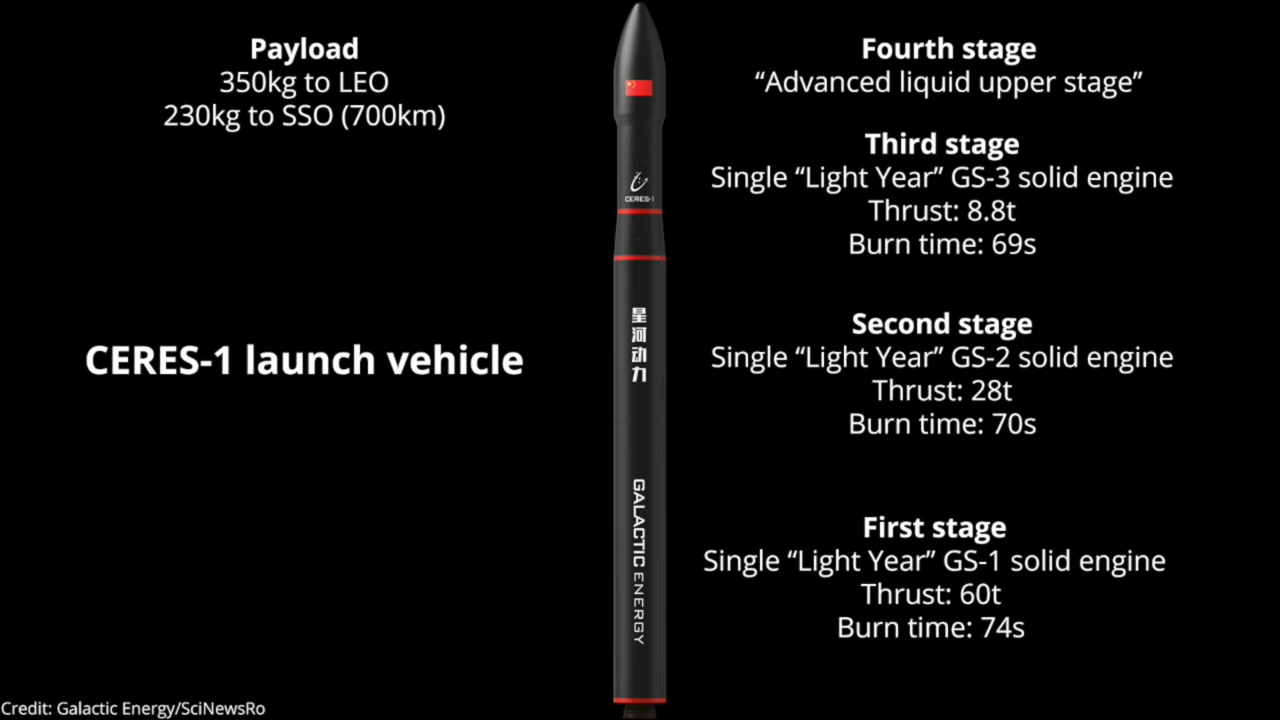 Payload
350kg to LEO
230kg to SSO (700km)
CERES-1 launch vehicle
CERES-1
星河动力
GALACTIC ENERGY
Fourth stage
“Advanced liquid upper stage”
Third stage
Single “Light Year” GS-3 solid engine
Thrust: 8.8t
Burn time: 69s
Second stage
Single “Light Year” GS-2 solid engine
Thrust: 28t
Burn time: 70s
First stage
Single “Light Year” GS-1 solid engine
Thrust: 60t
Burn time: 74s
Credit: Galactic Energy/SciNewsRo